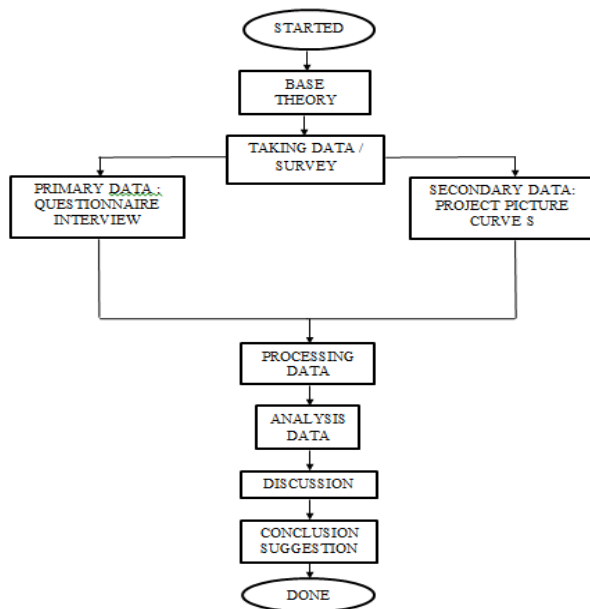 STARTED
BASE
THEORY
TAKING DATA /
SURVEY
PRIMARY DATA :
QUESTIONNAIRE
INTERVIEW
SECONDARY DATA:
PROJECT PICTURE
CURVE S
PROCESSING
DATA
ANALYSIS
DATA
DISCUSSION
CONCLUSION
SUGGESTION
DONE